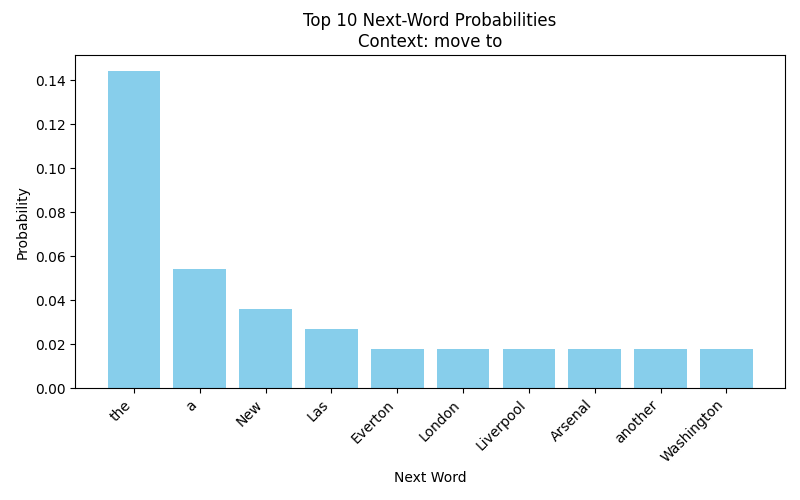 Top 10 Next-Word Probabilities
Context: move to
Probability
0.14
0.12
0.10
0.08
0.06
0.04
0.02
0.00
the
a
New
Las
Everton
London
Liverpool
Arsenal
another
Washington
Next Word